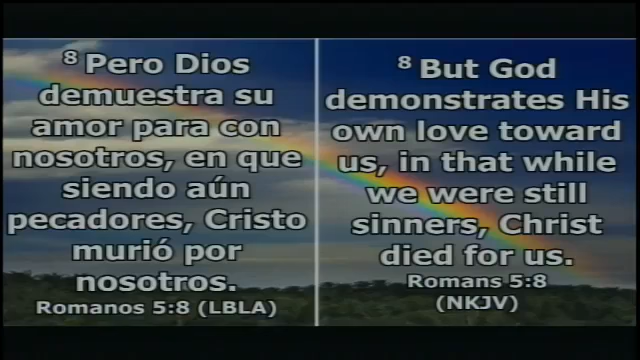 8 Pero Dios
demuestra su
amor para con
nosotros, en que
siendo aún
pecadores, Cristo
murió por
nosotros.
Romanos 5:8 (LBLA)
8 But God
demonstrates His
own love toward
us, in that while
we were still
sinners, Christ
died for us.
Romans 5:8
(NKJV)